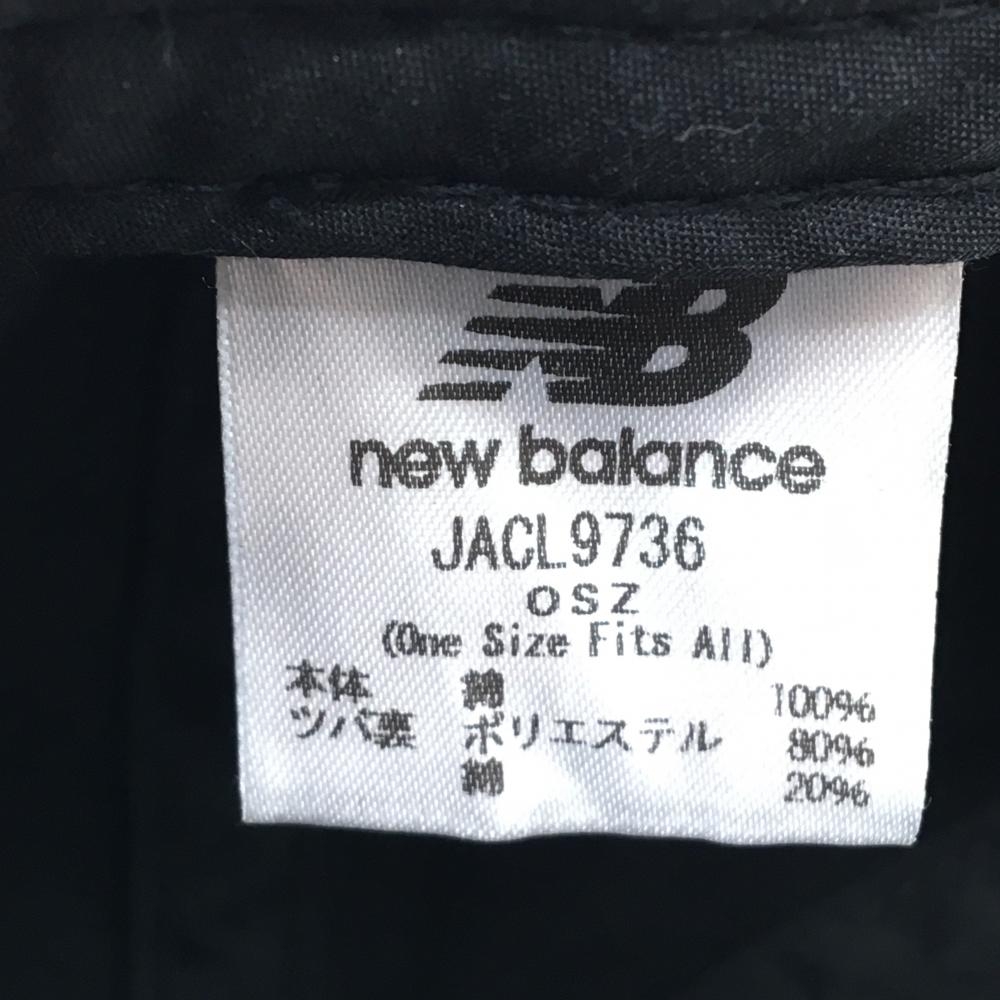 NB
new balance
JACL9736
OSZ
(One Size Fits All)
本体 綿 100%
ツバ裏 ポリエステル 80%
綿 20%